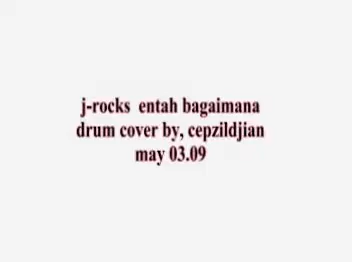 j-rocks  entah bagaimana
drum cover by, cepzildjian
may 03.09